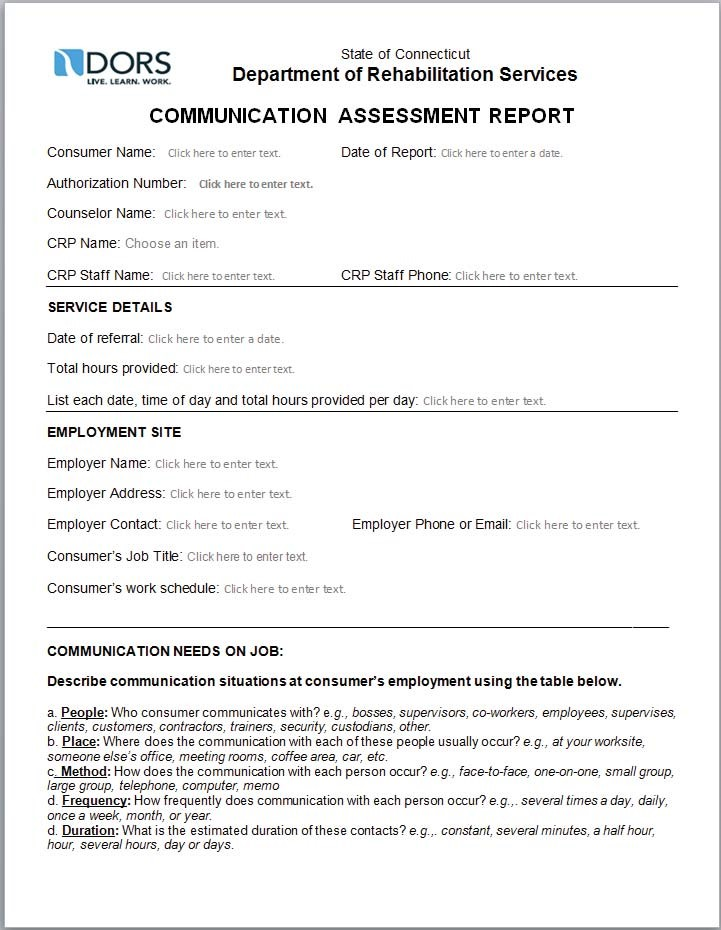 DORS
LIVE. LEARN. WORK.
State of Connecticut
Department of Rehabilitation Services
COMMUNICATION ASSESSMENT REPORT
Consumer Name: Click here to enter text. Date of Report: Click here to enter a date.
Authorization Number: Click here to enter text.
Counselor Name: Click here to enter text.
CRP Name: Choose an item.
CRP Staff Name: Click here to enter text. CRP Staff Phone: Click here to enter text.
SERVICE DETAILS
Date of referral: Click here to enter a date.
Total hours provided: Click here to enter text.
List each date, time of day and total hours provided per day: Click here to enter text.
EMPLOYMENT SITE
Employer Name: Click here to enter text.
Employer Address: Click here to enter text.
Employer Contact: Click here to enter text. Employer Phone or Email: Click here to enter text.
Consumer's Job Title: Click here to enter text.
Consumer's work schedule: Click here to enter text.
COMMUNICATION NEEDS ON JOB:
Describe communication situations at consumer's employment using the table below.
a. People: Who consumer communicates with? e.g., bosses, supervisors, co-workers, employees, supervises,
clients, customers, contractors, trainers, security, custodians, other.
b. Place: Where does the communication with each of these people usually occur? e.g., at your worksite,
someone else's office, meeting rooms, coffee area, car, etc.
c. Method: How does the communication with each person occur? e.g., face-to-face, one-on-one, small group,
large group, telephone, computer, memo
d. Frequency: How frequently does communication with each person occur? e.g.,. several times a day, daily,
once a week, month, or year.
d. Duration: What is the estimated duration of these contacts? e.g.,. constant, several minutes, a half hour,
hour, several hours, day or days.